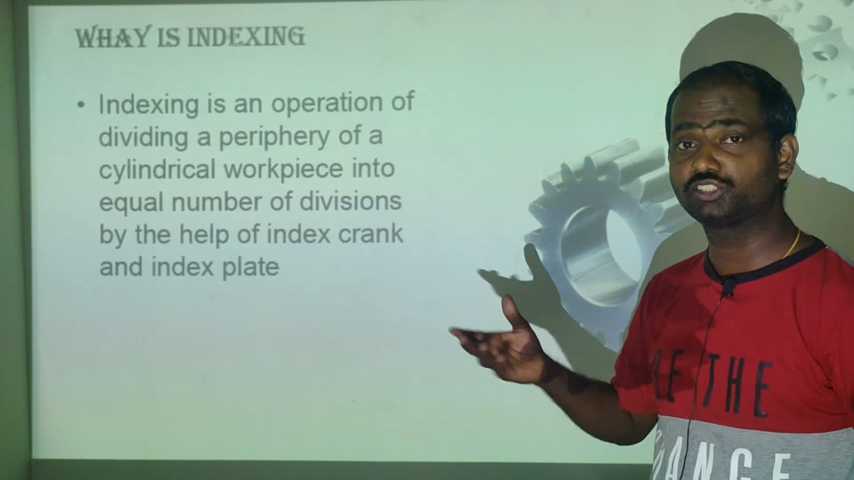 WHAY IS INDEXING
• Indexing is an operation of
dividing a periphery of a
cylindrical workpiece into
equal number of divisions
by the help of index crank
and index plate
THE